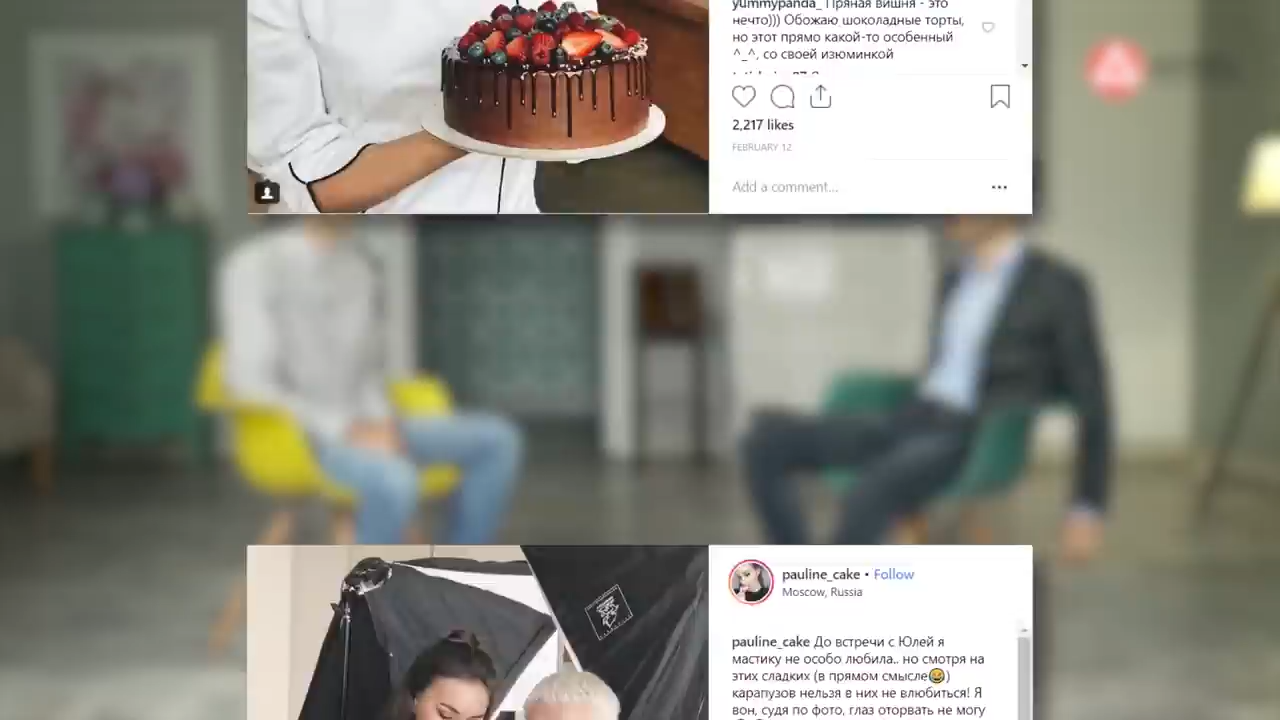 yummypanda_ Пряная вишня - это
нечто))) Обожаю шоколадные торты,
но этот прямо какой-то особенный
^_^, со своей изюминкой
2,217 likes
FEBRUARY 12
Add a comment...
pauline_cake • Follow
Moscow, Russia
pauline_cake До встречи с Юлей я
мастику не особо любила.. но смотря на
этих сладких (в прямом смысле😂)
карапузов нельзя в них не влюбиться! Я
вон, судя по фото, глаз оторвать не могу